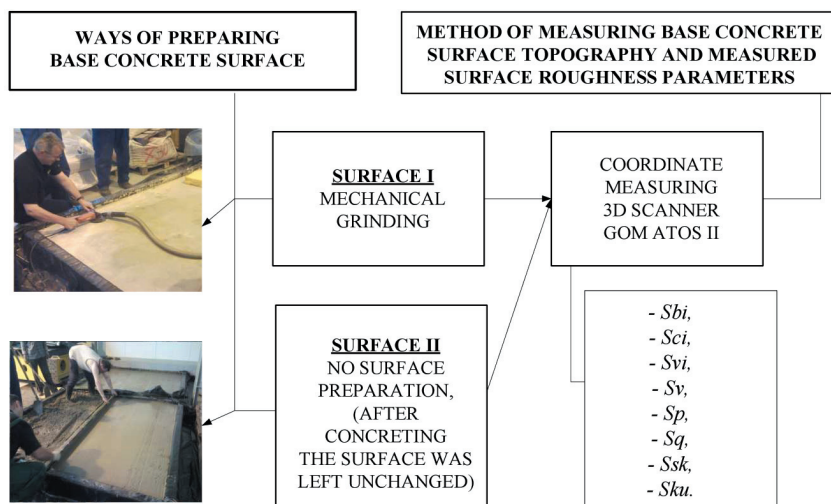 WAYS OF PREPARING
BASE CONCRETE SURFACE
METHOD OF MEASURING BASE CONCRETE
SURFACE TOPOGRAPHY AND MEASURED
SURFACE ROUGHNESS PARAMETERS
SURFACE I
MECHANICAL
GRINDING
COORDINATE
MEASURING
3D SCANNER
GOM ATOS II
SURFACE II
NO SURFACE
PREPARATION,
(AFTER
CONCRETING
THE SURFACE WAS
LEFT UNCHANGED)
- Sbi,
- Sci,
- Svi,
- Sv,
- Sp,
- Sq,
- Ssk,
- Sku.